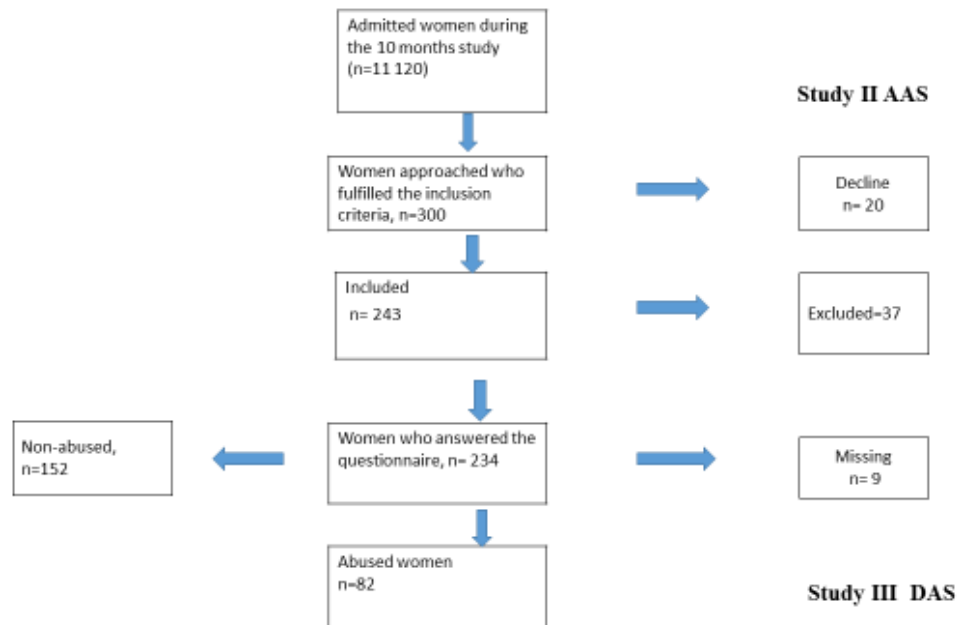 Admitted women during
the 10 months study
(n=11 120)
Study II AAS
Women approached who
fulfilled the inclusion
criteria, n=300
Decline
n= 20
Included
n= 243
Excluded=37
Non-abused,
n=152
Women who answered the
questionnaire, n= 234
Missing
n= 9
Abused women
n=82
Study III  DAS